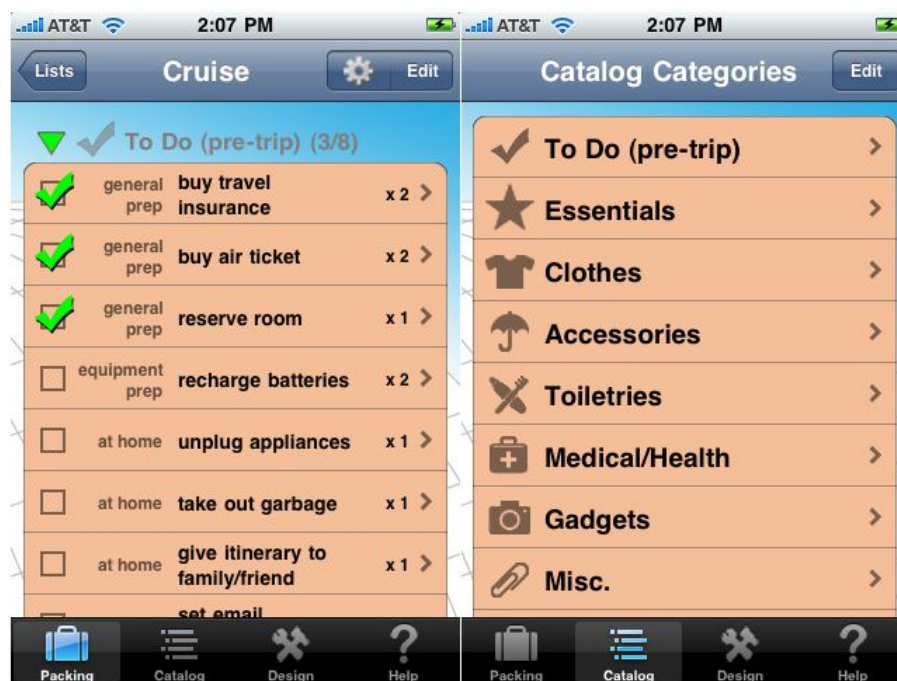 AT&T 2:07 PM
Lists Cruise Edit
To Do (pre-trip) (3/8)
general prep buy travel insurance x 2
general prep buy air ticket x 2
general prep reserve room x 1
equipment prep recharge batteries x 2
at home unplug appliances x 1
at home take out garbage x 1
at home give itinerary to family/friend x 1
set email
Packing Catalog Design Help
AT&T 2:07 PM
Catalog Categories Edit
To Do (pre-trip)
Essentials
Clothes
Accessories
Toiletries
Medical/Health
Gadgets
Misc.
Packing Catalog Design Help